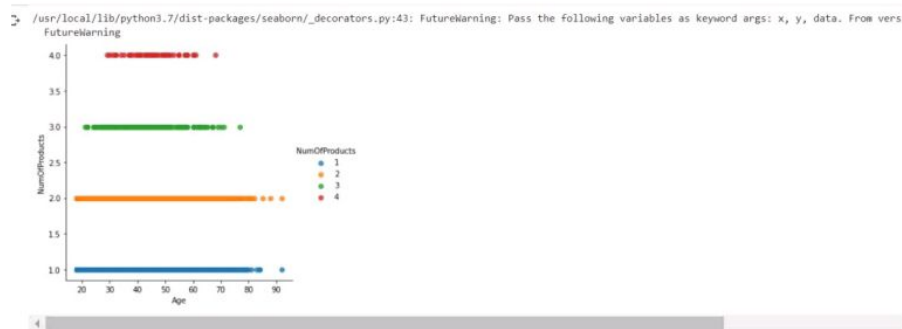 /usr/local/lib/python3.7/dist-packages/seaborn/_decorators.py:43: FutureWarning: Pass the following variables as keyword args: x, y, data. From vers
FutureWarning
4.0
3.5
3.0
2.5
2.0
1.5
1.0
NumOfProducts
20 30 40 50 60 70 80 90
Age
NumOfProducts
1
2
3
4